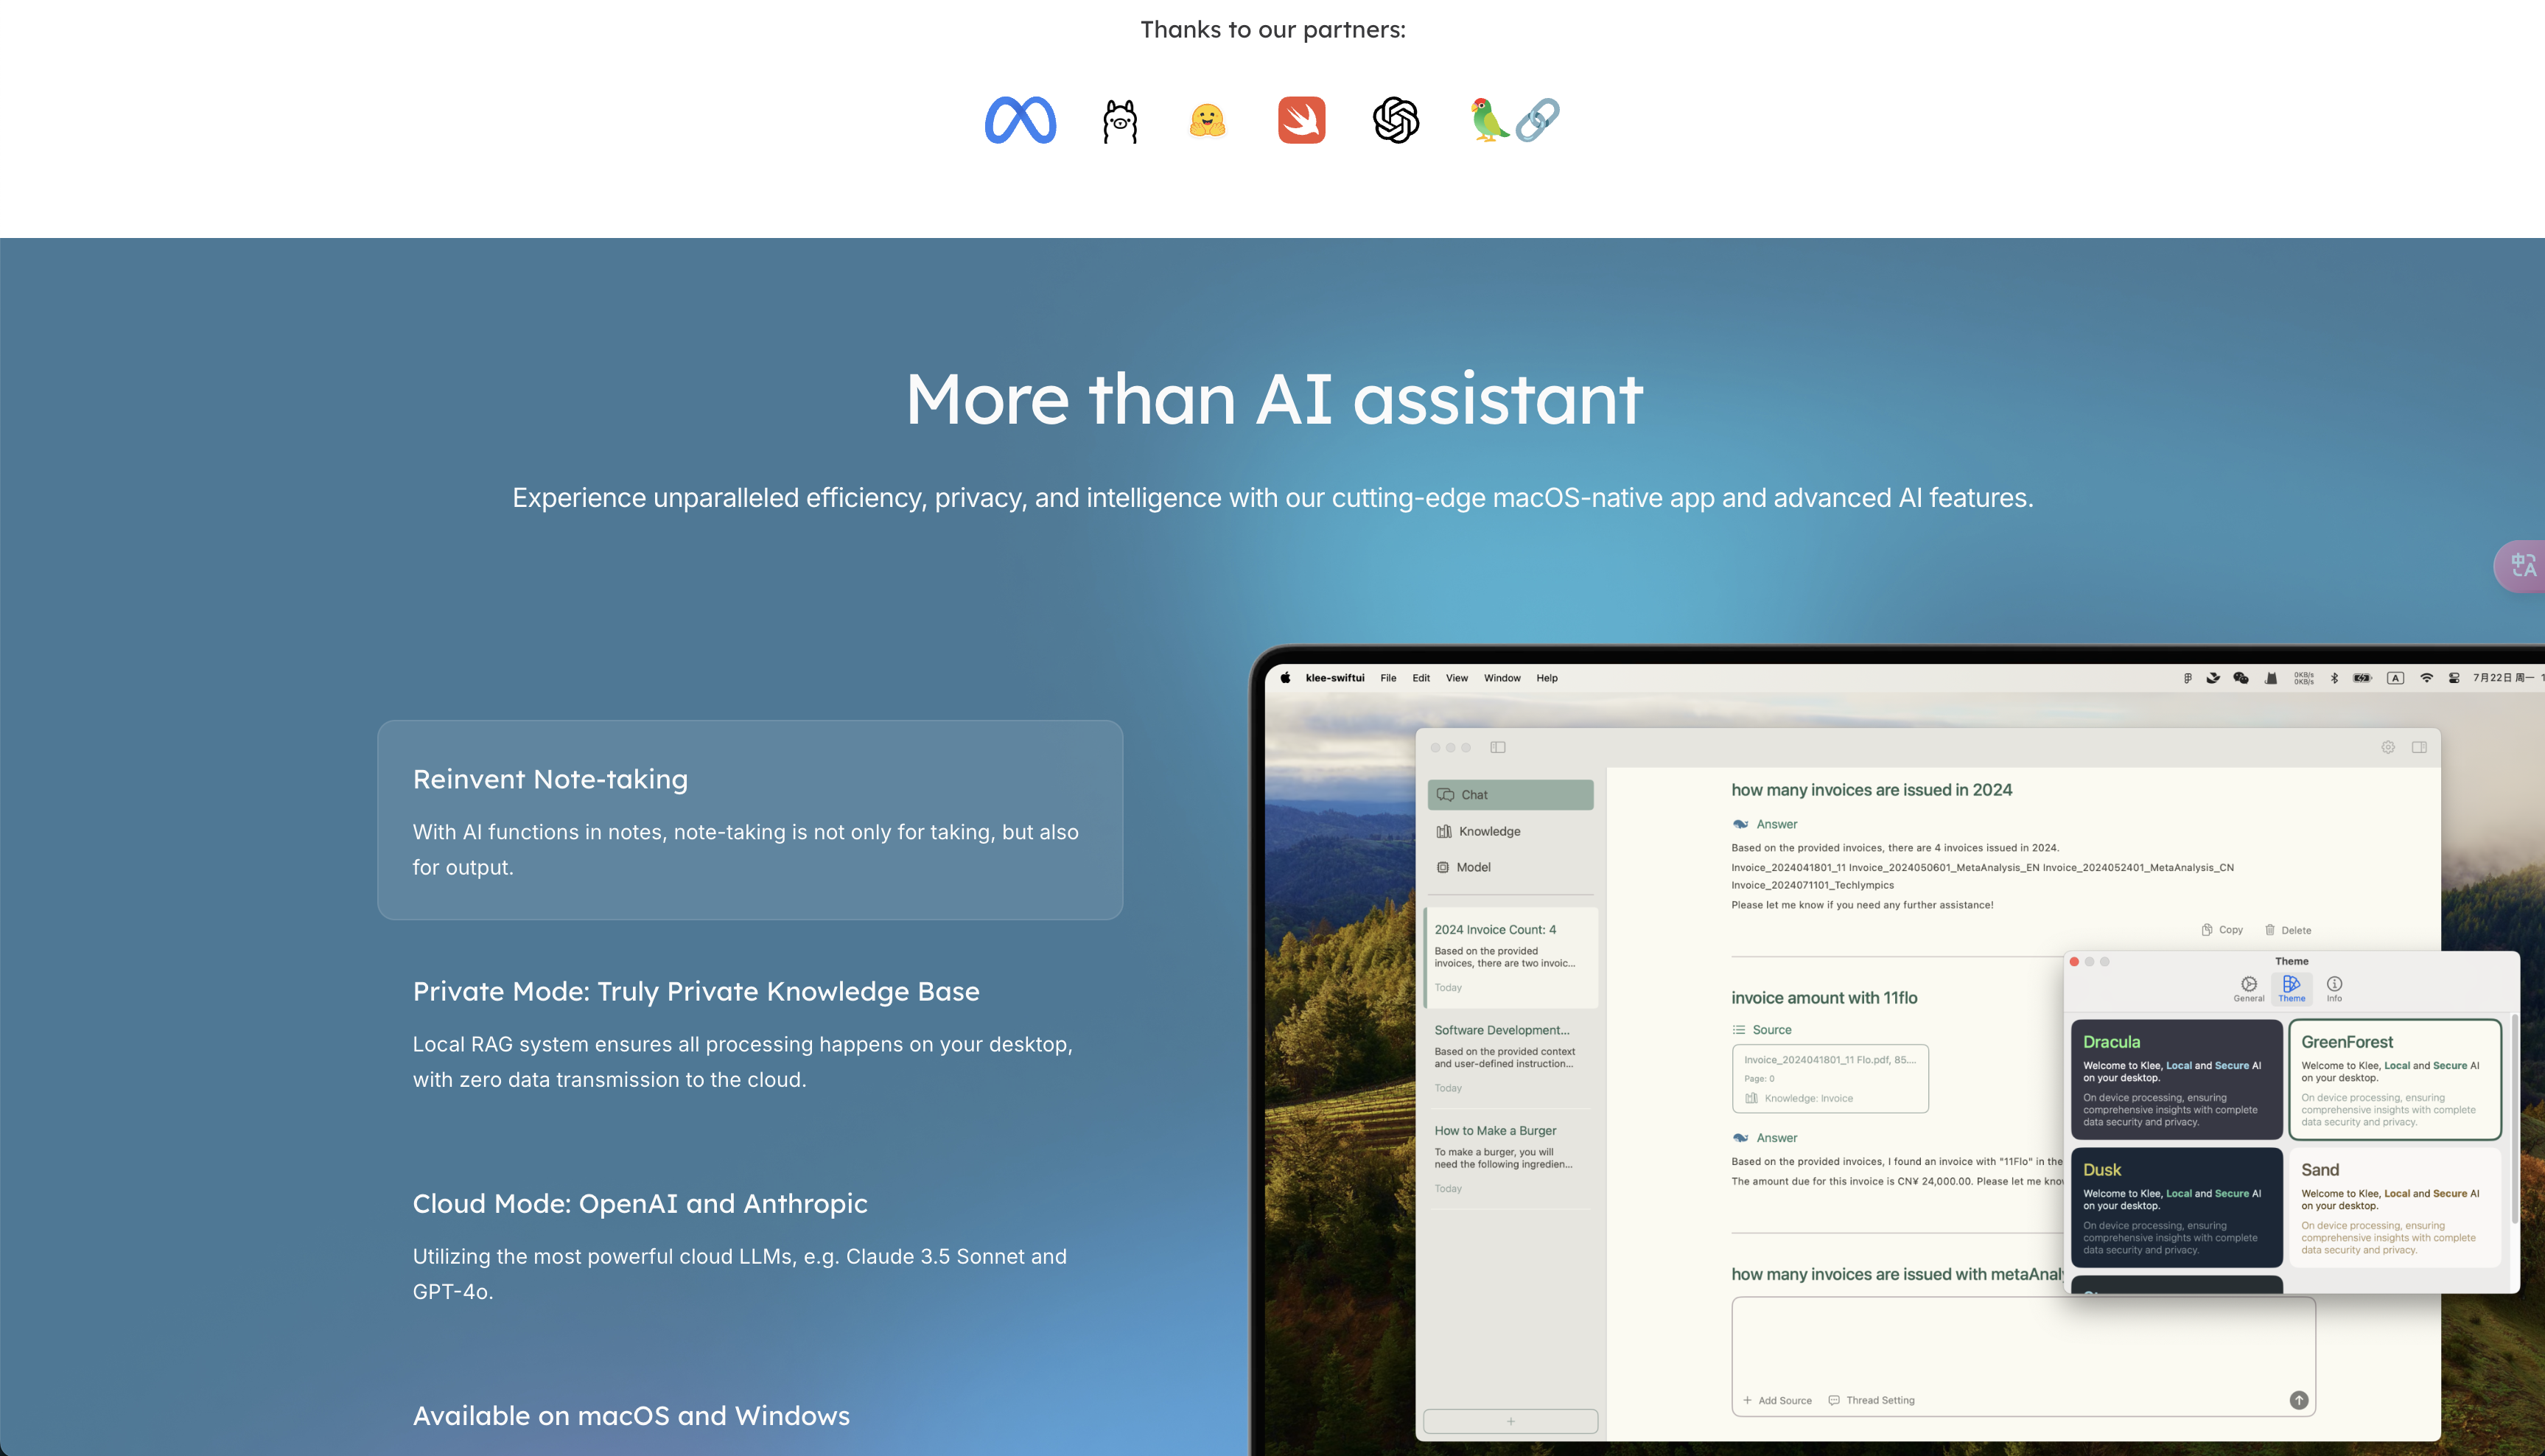 Thanks to our partners:
More than AI assistant
Experience unparalleled efficiency, privacy, and intelligence with our cutting-edge macOS-native app and advanced AI features.
中A
Reinvent Note-taking
With AI functions in notes, note-taking is not only for taking, but also
for output.
Private Mode: Truly Private Knowledge Base
Local RAG system ensures all processing happens on your desktop,
with zero data transmission to the cloud.
Cloud Mode: OpenAI and Anthropic
Utilizing the most powerful cloud LLMs, e.g. Claude 3.5 Sonnet and
GPT-4o.
Available on macOS and Windows
klee-swiftui File Edit View Window Help
0KB/s
0KB/s
A
7月22日 周一 1
Chat
Knowledge
Model
2024 Invoice Count: 4
Based on the provided
invoices, there are two invoic...
Today
Software Development...
Based on the provided context
and user-defined instruction...
Today
How to Make a Burger
To make a burger, you will
need the following ingredien...
Today
+
how many invoices are issued in 2024
Answer
Based on the provided invoices, there are 4 invoices issued in 2024.
Invoice_2024041801_11 Invoice_2024050601_MetaAnalysis_EN Invoice_2024052401_MetaAnalysis_CN
Invoice_2024071101_Techlympics
Please let me know if you need any further assistance!
Copy Delete
invoice amount with 11flo
Source
Invoice_2024041801_11 Flo.pdf, 85....
Page: 0
Knowledge: Invoice
Answer
Based on the provided invoices, I found an invoice with "11Flo" in the
The amount due for this invoice is CN¥ 24,000.00. Please let me know
how many invoices are issued with metaAnaly
+ Add Source Thread Setting
Theme
General Theme Info
Dracula
Welcome to Klee, Local and Secure AI
on your desktop.
On device processing, ensuring
comprehensive insights with complete
data security and privacy.
GreenForest
Welcome to Klee, Local and Secure AI
on your desktop.
On device processing, ensuring
comprehensive insights with complete
data security and privacy.
Dusk
Welcome to Klee, Local and Secure AI
on your desktop.
On device processing, ensuring
comprehensive insights with complete
data security and privacy.
Sand
Welcome to Klee, Local and Secure AI
on your desktop.
On device processing, ensuring
comprehensive insights with complete
data security and privacy.